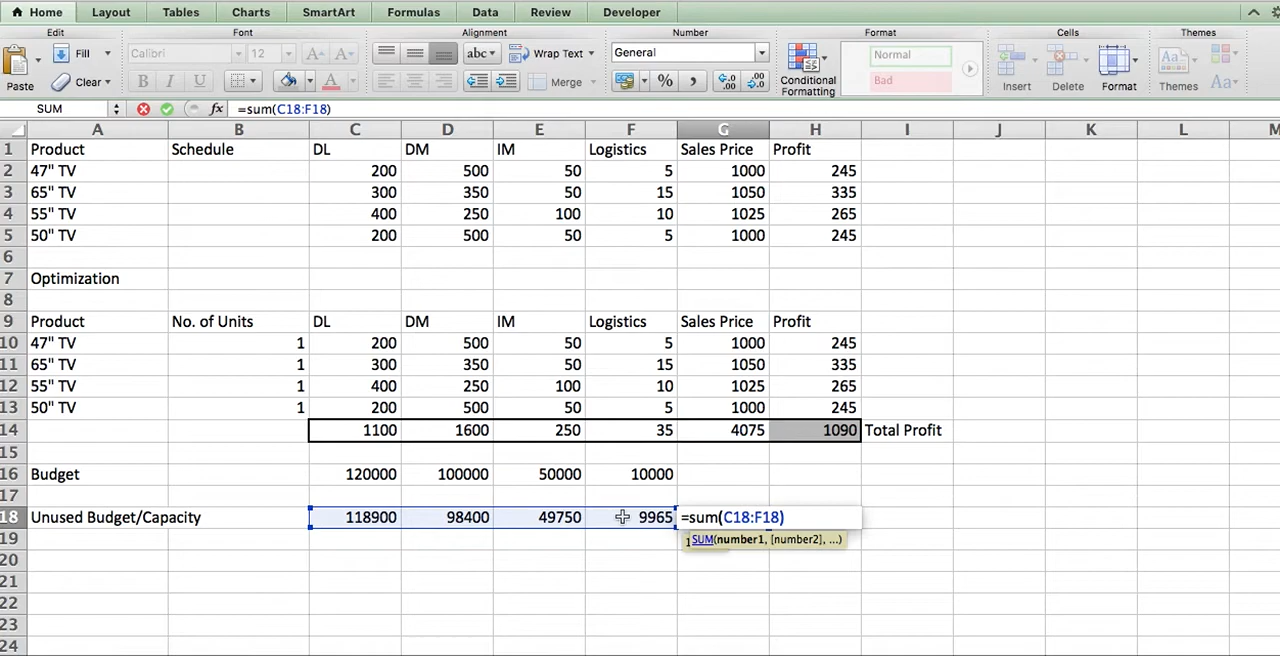 Home Layout Tables Charts SmartArt Formulas Data Review Developer
Edit Font Alignment Number Format Cells Themes
Fill Calibri 12 A A abc Wrap Text General Normal
Paste Clear B I U A Merge % , .0 .00 .00 .0 Conditional Formatting Bad Insert Delete Format Themes Aa
SUM fx =sum(C18:F18)
A B C D E F G H I J K L M
1 Product Schedule DL DM IM Logistics Sales Price Profit
2 47" TV 200 500 50 5 1000 245
3 65" TV 300 350 50 15 1050 335
4 55" TV 400 250 100 10 1025 265
5 50" TV 200 500 50 5 1000 245
6
7 Optimization
8
9 Product No. of Units DL DM IM Logistics Sales Price Profit
10 47" TV 1 200 500 50 5 1000 245
11 65" TV 1 300 350 50 15 1050 335
12 55" TV 1 400 250 100 10 1025 265
13 50" TV 1 200 500 50 5 1000 245
14 1100 1600 250 35 4075 1090 Total Profit
15
16 Budget 120000 100000 50000 10000
17
18 Unused Budget/Capacity 118900 98400 49750 9965 =sum(C18:F18)
19 SUM(number1, [number2], ...)
20
21
22
23
24